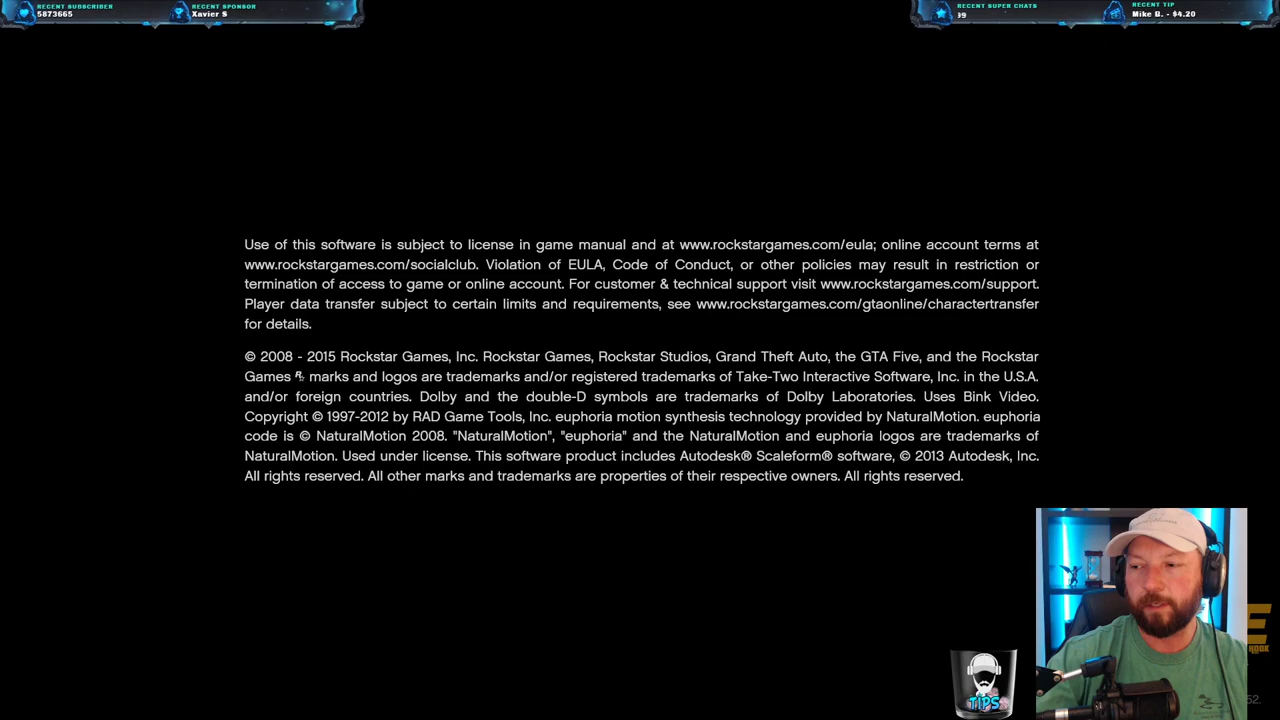 RECENT SUBSCRIBER
5873665
RECENT SPONSOR
Xavier S
RECENT SUPER CHATS
39
RECENT TIP
Mike B. - $4.20
Use of this software is subject to license in game manual and at www.rockstargames.com/eula; online account terms at
www.rockstargames.com/socialclub. Violation of EULA, Code of Conduct, or other policies may result in restriction or
termination of access to game or online account. For customer & technical support visit www.rockstargames.com/support.
Player data transfer subject to certain limits and requirements, see www.rockstargames.com/gtaonline/charactertransfer
for details.
© 2008 - 2015 Rockstar Games, Inc. Rockstar Games, Rockstar Studios, Grand Theft Auto, the GTA Five, and the Rockstar
Games marks and logos are trademarks and/or registered trademarks of Take-Two Interactive Software, Inc. in the U.S.A.
and/or foreign countries. Dolby and the double-D symbols are trademarks of Dolby Laboratories. Uses Bink Video.
Copyright © 1997-2012 by RAD Game Tools, Inc. euphoria motion synthesis technology provided by NaturalMotion. euphoria
code is © NaturalMotion 2008. "NaturalMotion", "euphoria" and the NaturalMotion and euphoria logos are trademarks of
NaturalMotion. Used under license. This software product includes Autodesk® Scaleform® software, © 2013 Autodesk, Inc.
All rights reserved. All other marks and trademarks are properties of their respective owners. All rights reserved.
E
HOOK
TIPS
52.